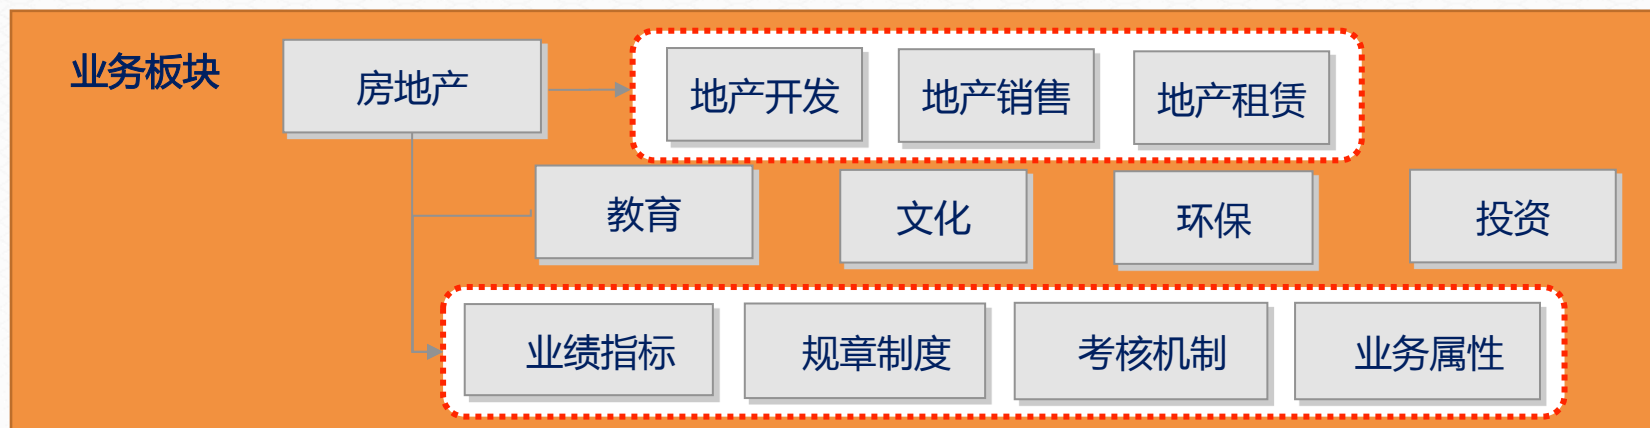 业务板块
房地产
地产开发
地产销售
地产租赁
教育
文化
环保
投资
业绩指标
规章制度
考核机制
业务属性